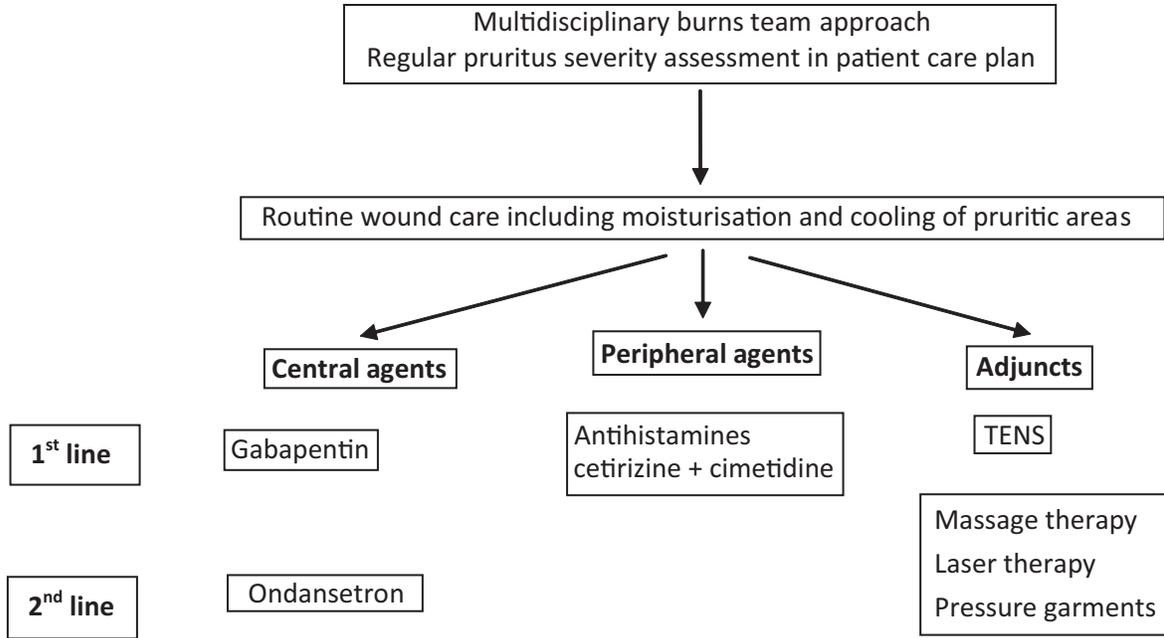 Multidisciplinary burns team approach
Regular pruritus severity assessment in patient care plan
Routine wound care including moisturisation and cooling of pruritic areas
Central agents
Peripheral agents
Adjuncts
1st line
Gabapentin
Antihistamines
cetirizine + cimetidine
TENS
Massage therapy
Laser therapy
Pressure garments
2nd line
Ondansetron